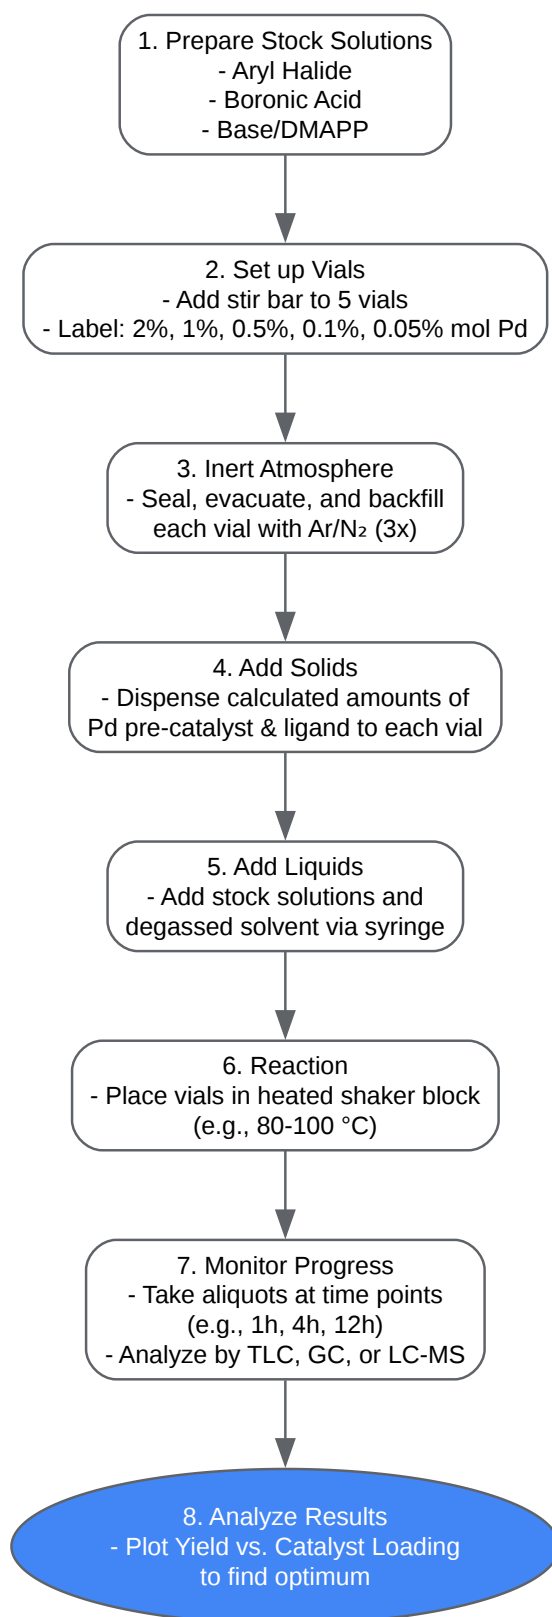 1. Prepare Stock Solutions
- Aryl Halide
- Boronic Acid
- Base/DMAPP
2. Set up Vials
- Add stir bar to 5 vials
- Label: 2%, 1%, 0.5%, 0.1%, 0.05% mol Pd
3. Inert Atmosphere
- Seal, evacuate, and backfill
each vial with Ar/N₂ (3x)
4. Add Solids
- Dispense calculated amounts of
Pd pre-catalyst & ligand to each vial
5. Add Liquids
- Add stock solutions and
degassed solvent via syringe
6. Reaction
- Place vials in heated shaker block
(e.g., 80-100 °C)
7. Monitor Progress
- Take aliquots at time points
(e.g., 1h, 4h, 12h)
- Analyze by TLC, GC, or LC-MS
8. Analyze Results
- Plot Yield vs. Catalyst Loading
to find optimum